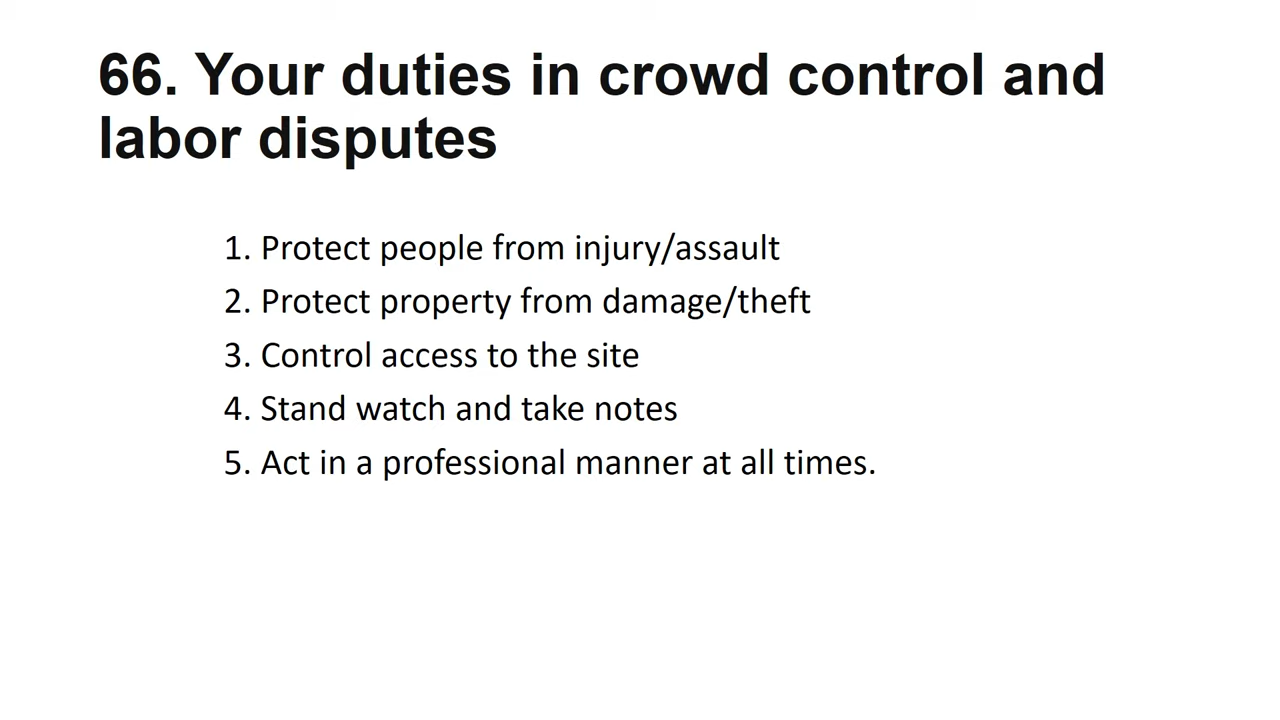 66. Your duties in crowd control and
labor disputes
1. Protect people from injury/assault
2. Protect property from damage/theft
3. Control access to the site
4. Stand watch and take notes
5. Act in a professional manner at all times.